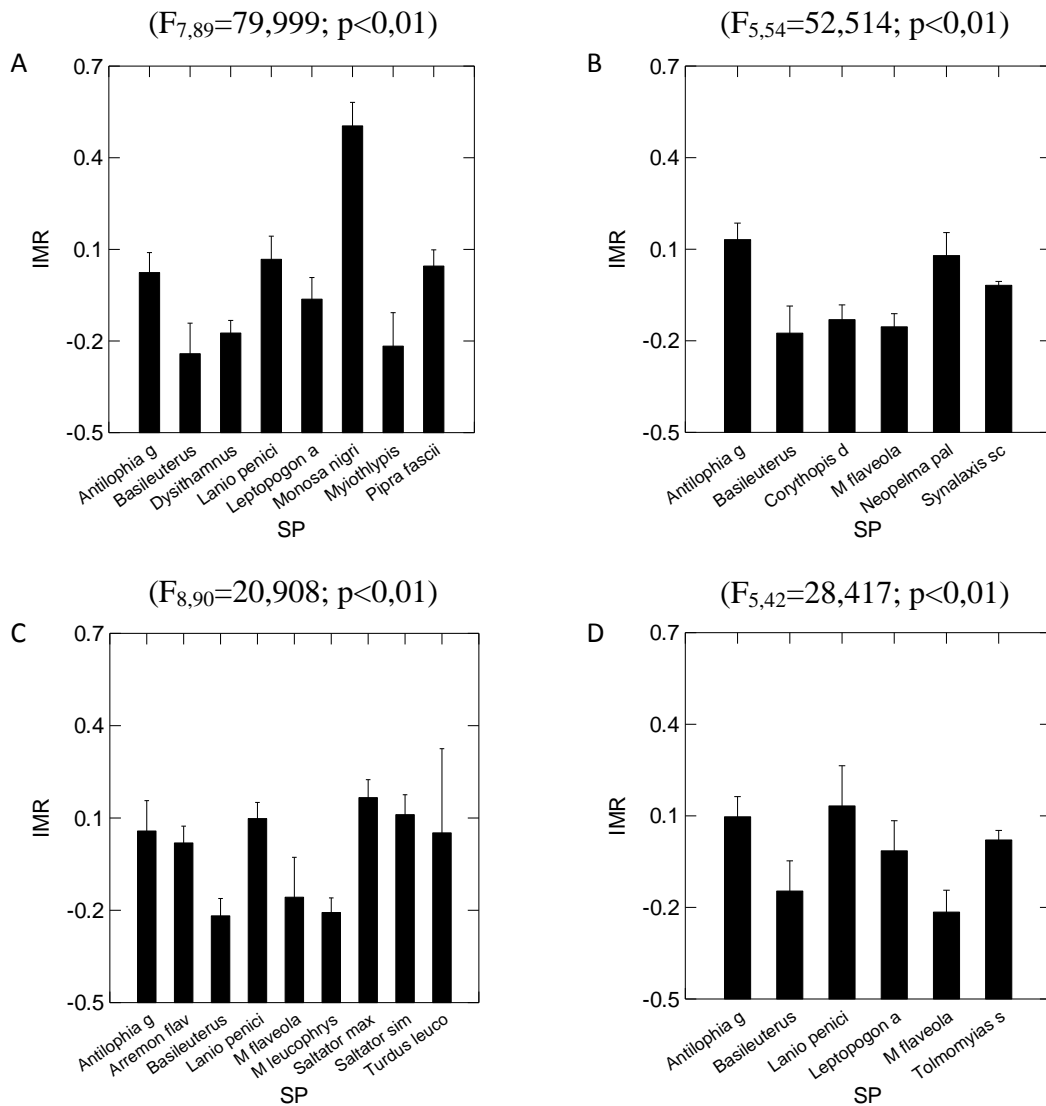 (F7,89=79,999; p<0,01)
A
0.7
0.4
0.1
-0.2
-0.5
IMR
Antilophia g
Basileuterus
Dysithamnus
Lanio penici
Leptopogon a
Monosa nigri
Myiothlypis
Pipra fascii
SP
(F5,54=52,514; p<0,01)
B
0.7
0.4
0.1
-0.2
-0.5
IMR
Antilophia g
Basileuterus
Corythopis d
M flaveola
Neopelma pal
Synalaxis sc
SP
(F8,90=20,908; p<0,01)
C
0.7
0.4
0.1
-0.2
-0.5
IMR
Antilophia g
Arremon flav
Basileuterus
Lanio penici
M flaveola
M leucophrys
Saltator max
Saltator sim
Turdus leuco
SP
(F5,42=28,417; p<0,01)
D
0.7
0.4
0.1
-0.2
-0.5
IMR
Antilophia g
Basileuterus
Lanio penici
Leptopogon a
M flaveola
Tolmomyias s
SP